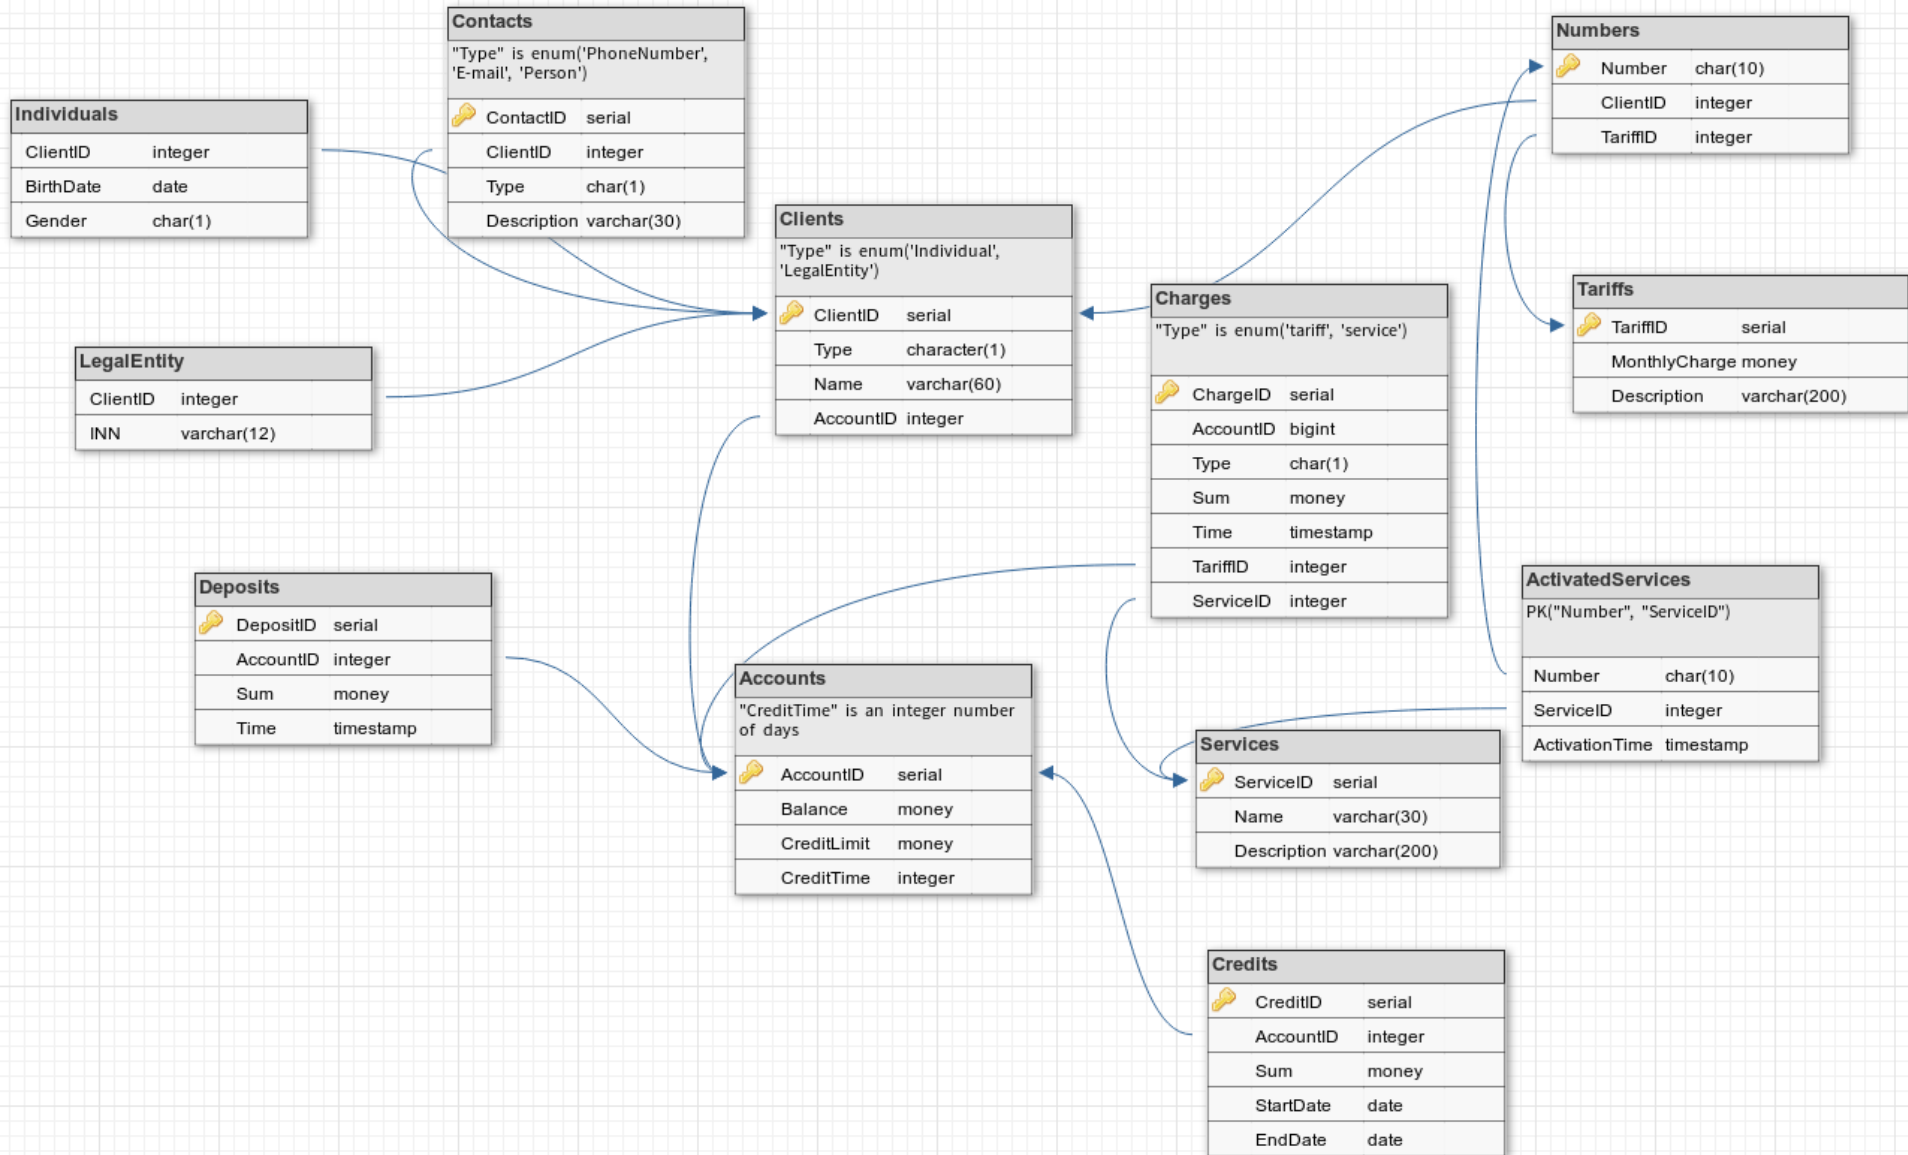 Contacts
"Type" is enum('PhoneNumber',
'E-mail', 'Person')
ContactID serial
ClientID integer
Type char(1)
Description varchar(30)
Numbers
Number char(10)
ClientID integer
TariffID integer
Individuals
ClientID integer
BirthDate date
Gender char(1)
Clients
"Type" is enum('Individual',
'LegalEntity')
ClientID serial
Type character(1)
Name varchar(60)
AccountID integer
Charges
"Type" is enum('tariff', 'service')
ChargeID serial
AccountID bigint
Type char(1)
Sum money
Time timestamp
TariffID integer
ServiceID integer
Tariffs
TariffID serial
MonthlyCharge money
Description varchar(200)
LegalEntity
ClientID integer
INN varchar(12)
Deposits
DepositID serial
AccountID integer
Sum money
Time timestamp
Accounts
"CreditTime" is an integer number
of days
AccountID serial
Balance money
CreditLimit money
CreditTime integer
ActivatedServices
PK("Number", "ServiceID")
Number char(10)
ServiceID integer
ActivationTime timestamp
Services
ServiceID serial
Name varchar(30)
Description varchar(200)
Credits
CreditID serial
AccountID integer
Sum money
StartDate date
EndDate date